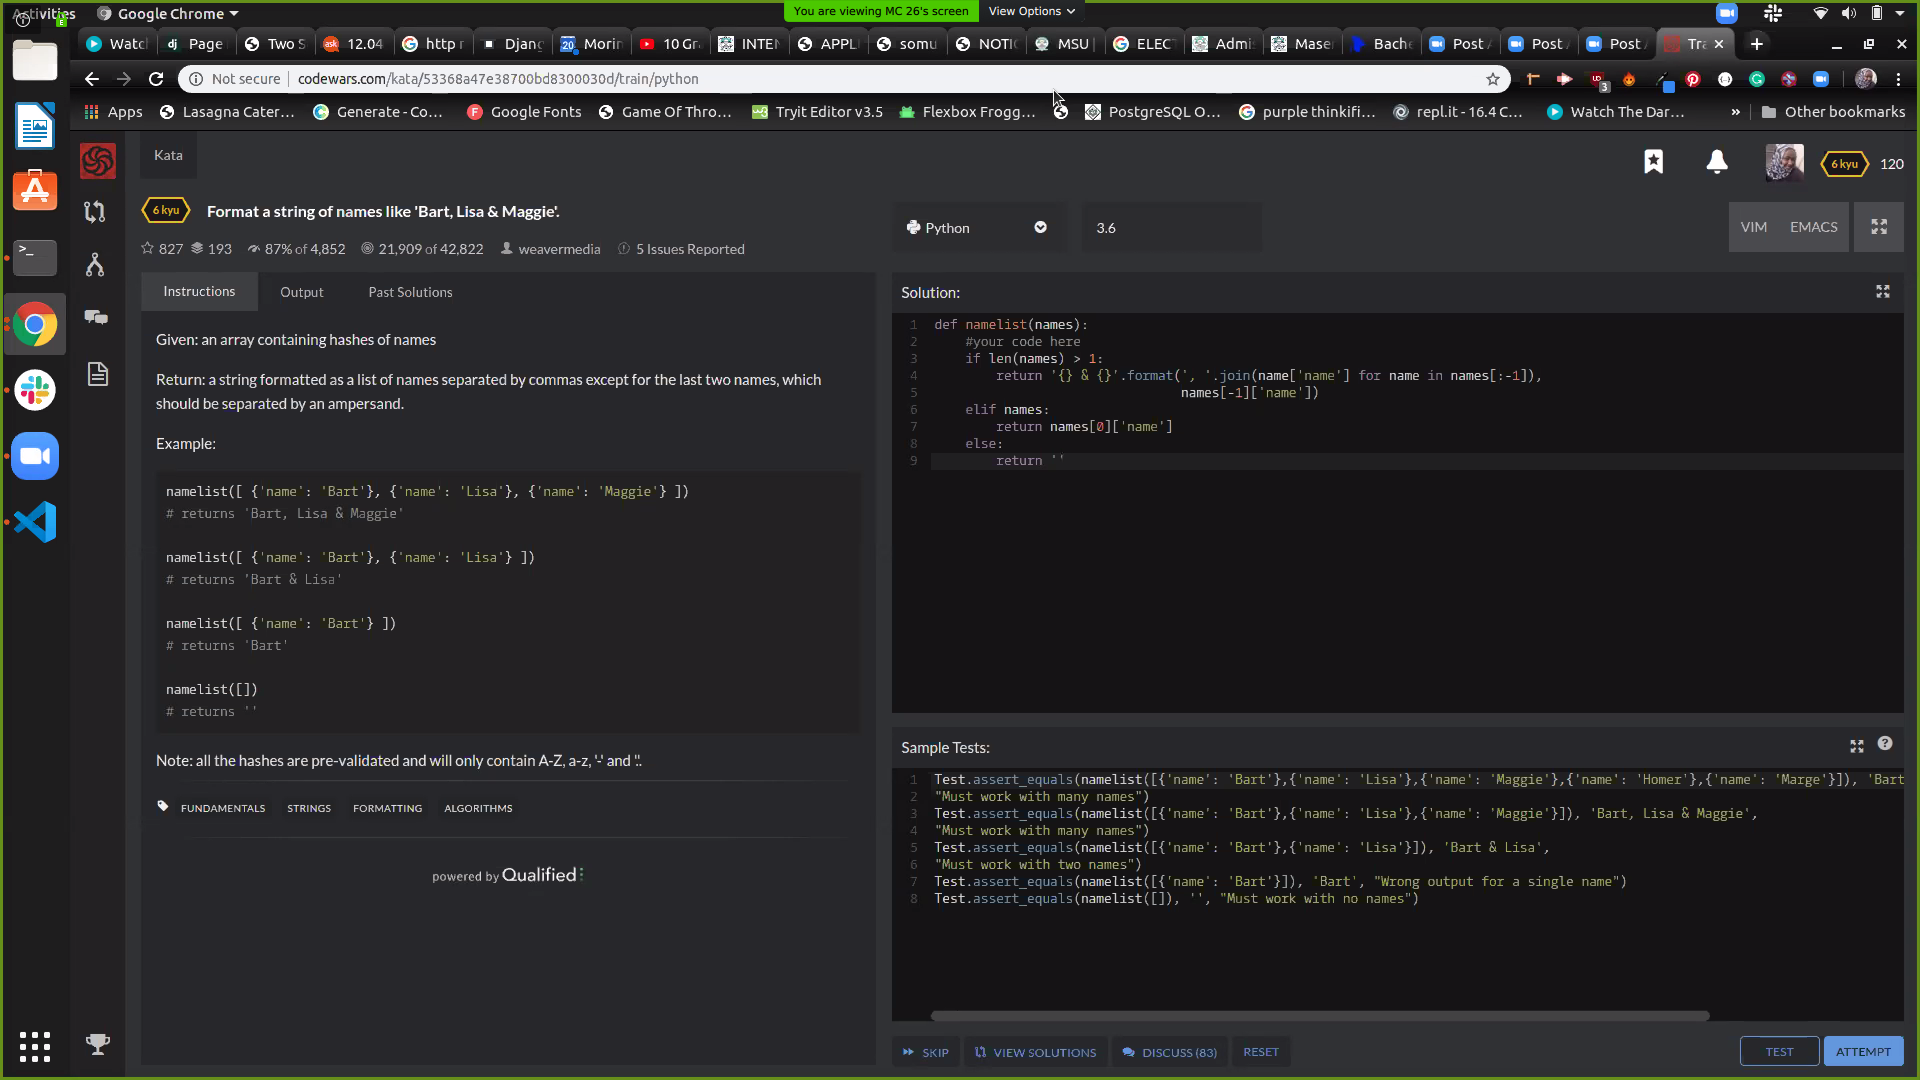 Activities
Google Chrome
You are viewing MC 26's screen
View Options
Watc
Page
Two S
12.04
http r
Djang
20
Morin
10 Gr
INTEN
APPL
somu
NOTIC
MSU |
ELEC
Admi
Mase
Bache
Post
Post
Post
Tra
Not secure
codewars.com/kata/53368a47e38700bd8300030d/train/python
3
Apps
Lasagna Cater...
Generate - Co...
Google Fonts
Game Of Thro...
Tryit Editor v3.5
Flexbox Frogg...
PostgreSQL O...
purple thinkifi...
repl.it - 16.4 C...
Watch The Dar...
»
Other bookmarks
Kata
6 kyu
120
6 kyu
Format a string of names like 'Bart, Lisa & Maggie'.
827 193 87% of 4,852 21,909 of 42,822 weavermedia 5 Issues Reported
Python
3.6
VIM
EMACS
Instructions
Output
Past Solutions
Given: an array containing hashes of names
Return: a string formatted as a list of names separated by commas except for the last two names, which
should be separated by an ampersand.
Example:
namelist([ {'name': 'Bart'}, {'name': 'Lisa'}, {'name': 'Maggie'} ])
# returns 'Bart, Lisa & Maggie'
namelist([ {'name': 'Bart'}, {'name': 'Lisa'} ])
# returns 'Bart & Lisa'
namelist([ {'name': 'Bart'} ])
# returns 'Bart'
namelist([])
# returns ''
Note: all the hashes are pre-validated and will only contain A-Z, a-z, '-' and '.'.
FUNDAMENTALS
STRINGS
FORMATTING
ALGORITHMS
powered by Qualified
Solution:
1 def namelist(names):
2 #your code here
3 if len(names) > 1:
4 return '{} & {}'.format(', '.join(name['name'] for name in names[:-1]),
5 names[-1]['name'])
6 elif names:
7 return names[0]['name']
8 else:
9 return ''
Sample Tests:
1 Test.assert_equals(namelist([{'name': 'Bart'},{'name': 'Lisa'},{'name': 'Maggie'},{'name': 'Homer'},{'name': 'Marge'}]), 'Bart
2 "Must work with many names")
3 Test.assert_equals(namelist([{'name': 'Bart'},{'name': 'Lisa'},{'name': 'Maggie'}]), 'Bart, Lisa & Maggie',
4 "Must work with many names")
5 Test.assert_equals(namelist([{'name': 'Bart'},{'name': 'Lisa'}]), 'Bart & Lisa',
6 "Must work with two names")
7 Test.assert_equals(namelist([{'name': 'Bart'}]), 'Bart', "Wrong output for a single name")
8 Test.assert_equals(namelist([]), '', "Must work with no names")
SKIP
VIEW SOLUTIONS
DISCUSS (83)
RESET
TEST
ATTEMPT